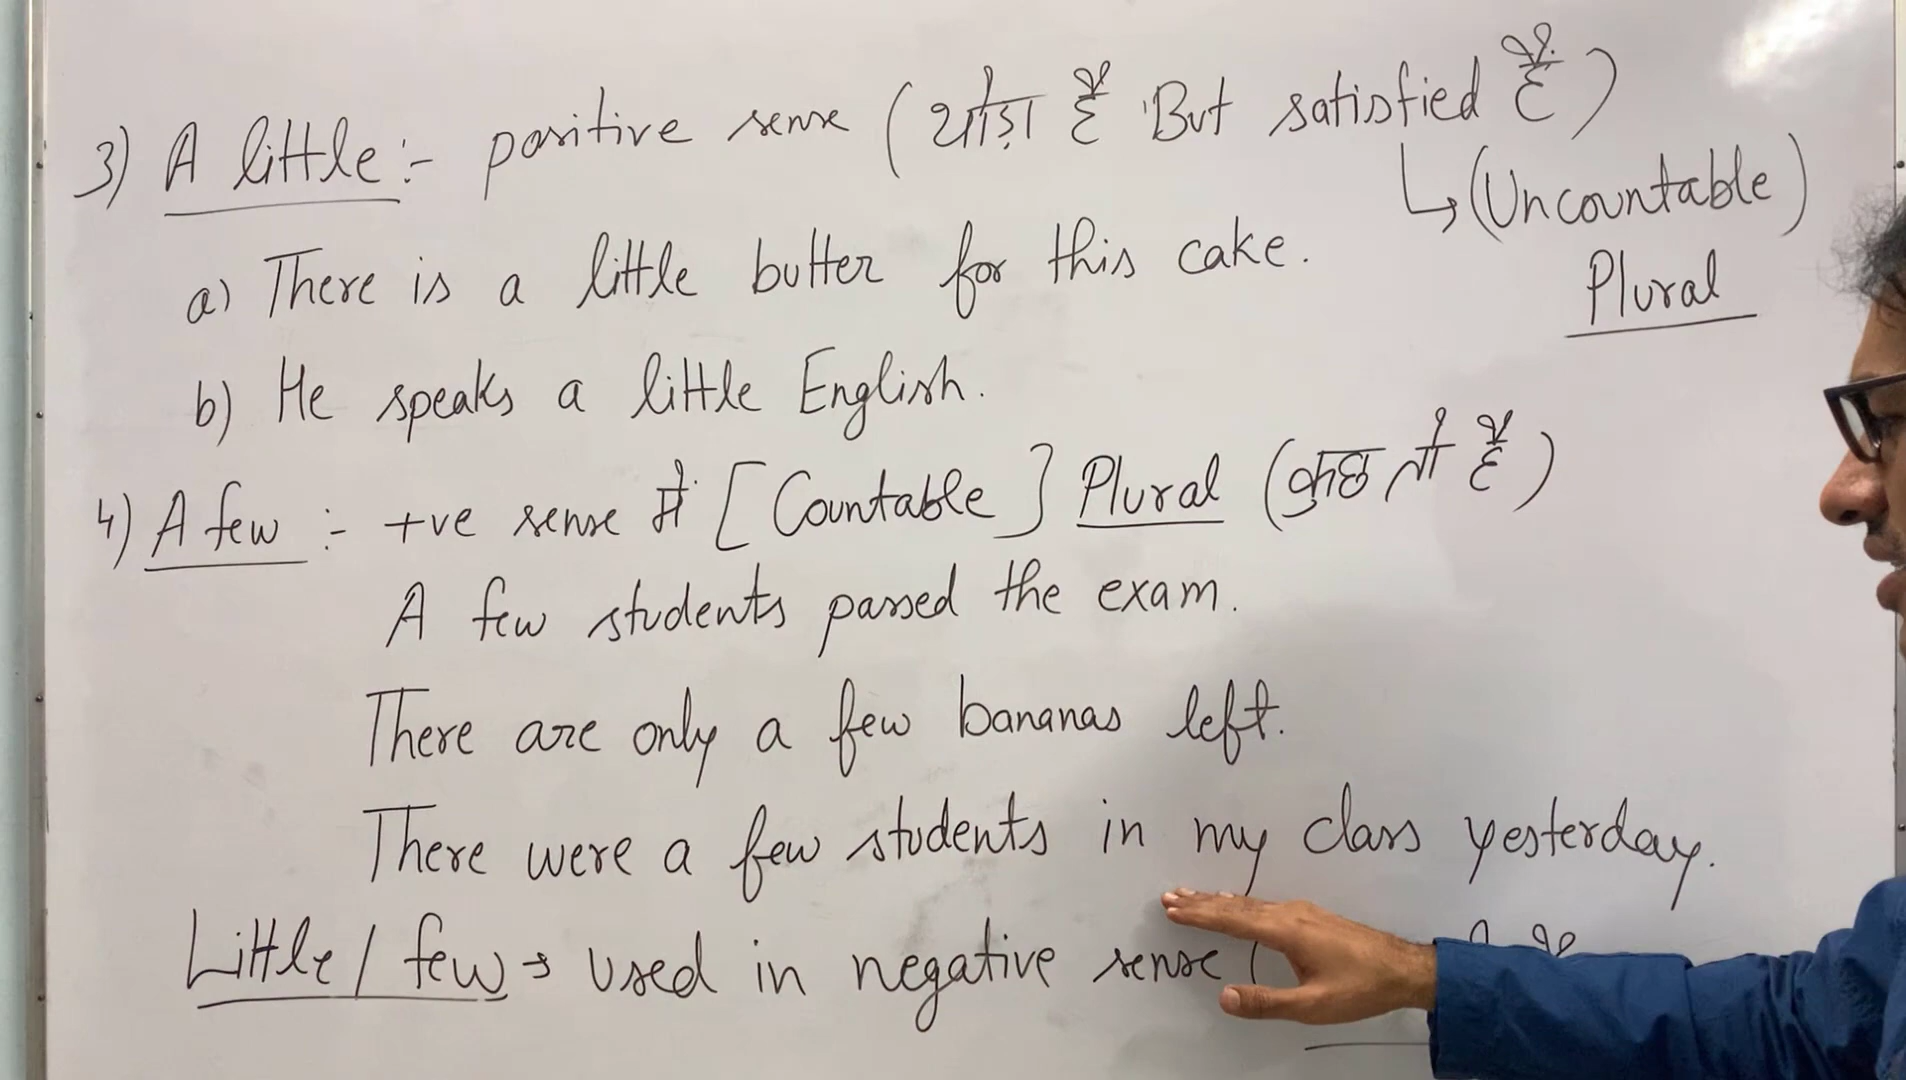 3) A little :- positive sense (थोड़ा है But satisfied है)
↳ (Uncountable)
Plural
a) There is a little butter for this cake.
b) He speaks a little English.
4) A few :- +ve sense में [Countable] Plural (कुछ तो है)
A few students passed the exam.
There are only a few bananas left.
There were a few students in my class yesterday.
Little / few → used in negative sense (